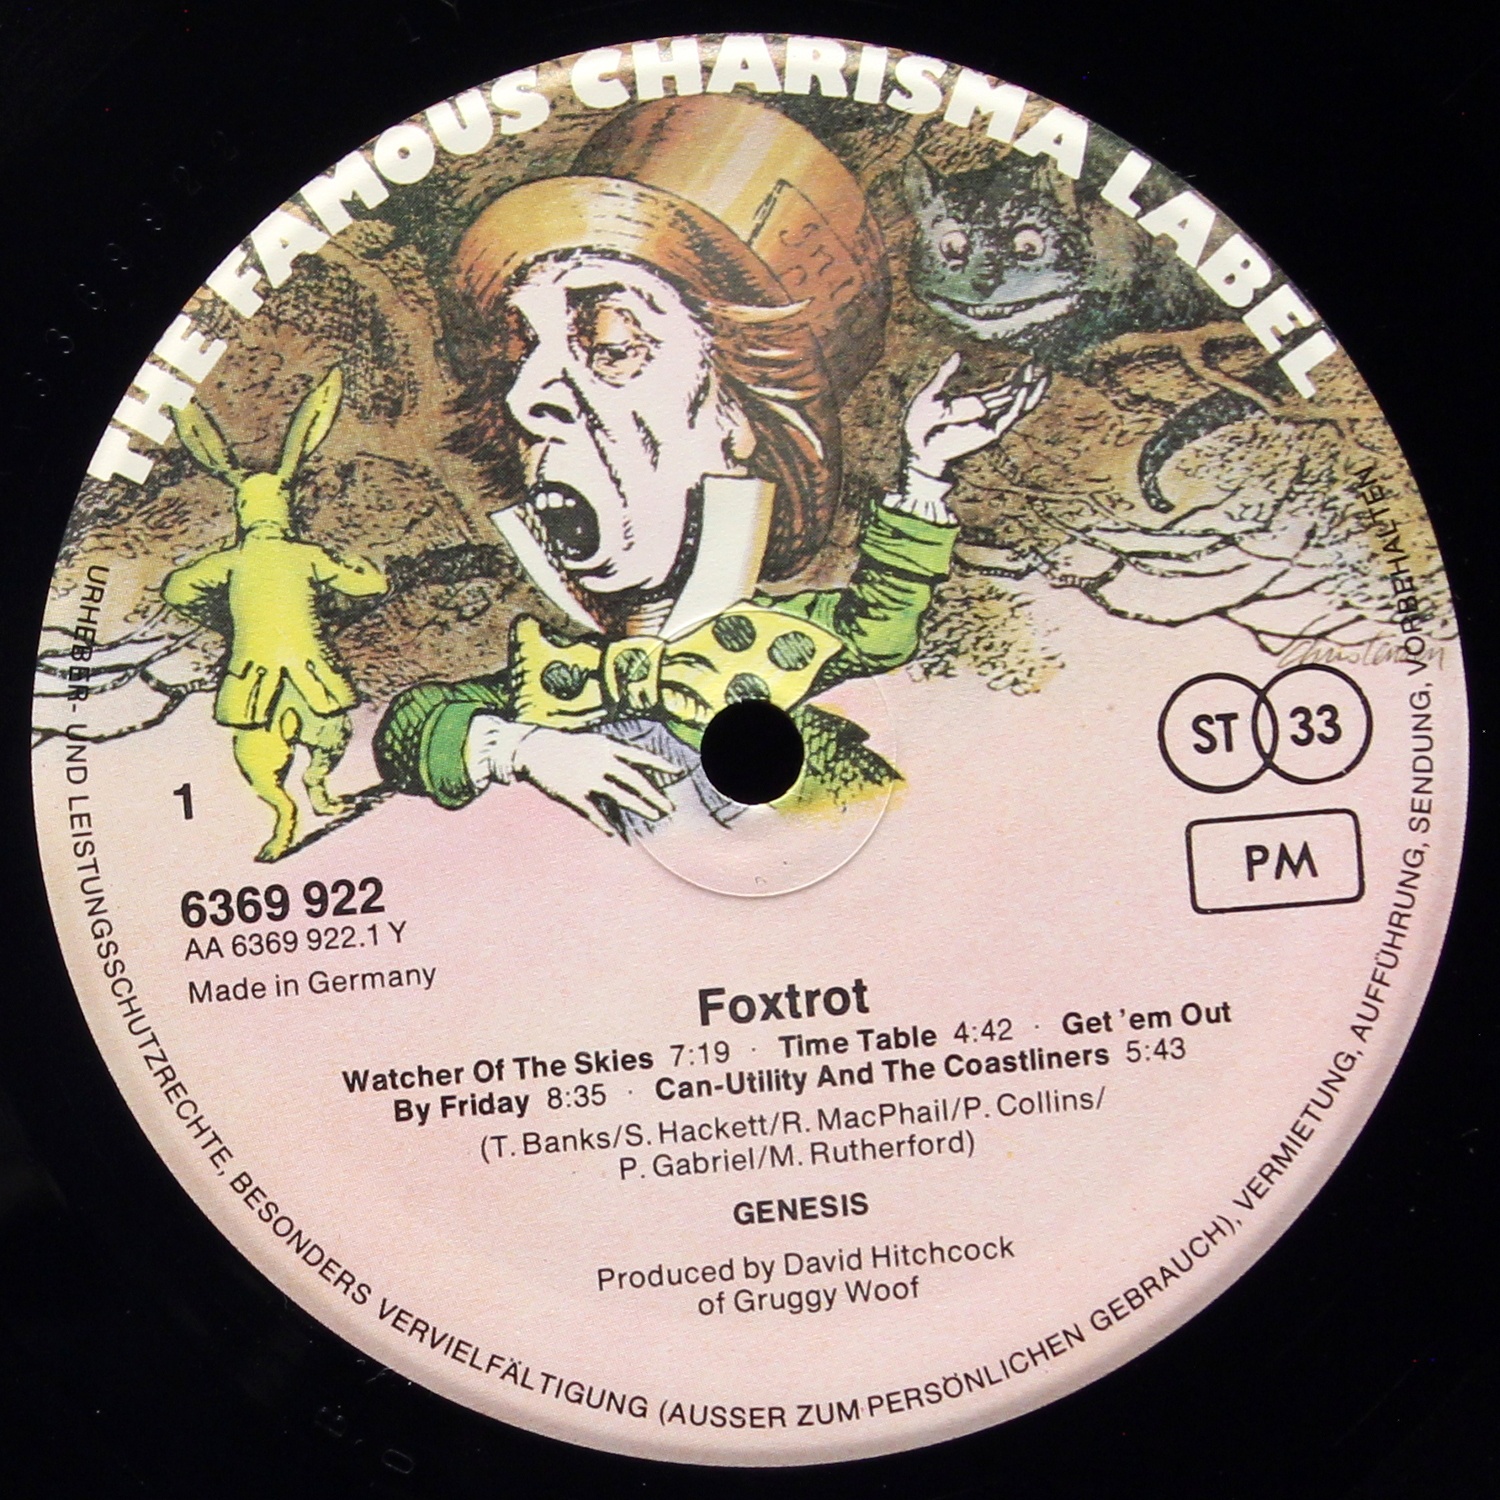 THE FAMOUS CHARISMA LABEL
ST 33
1
PM
6369 922
AA 6369 922.1 Y
Made in Germany
Foxtrot
Watcher Of The Skies 7:19 · Time Table 4:42 · Get 'em Out
By Friday 8:35 · Can-Utility And The Coastliners 5:43
(T. Banks/S. Hackett/R. MacPhail/P. Collins/
P. Gabriel/M. Rutherford)
GENESIS
Produced by David Hitchcock
of Gruggy Woof
URHEBER- UND LEISTUNGSSCHUTZRECHTE, BESONDERS VERVIELFÄLTIGUNG (AUSSER ZUM PERSÖNLICHEN GEBRAUCH), VERMIETUNG, AUFFÜHRUNG, SENDUNG, VORBEHALTEN